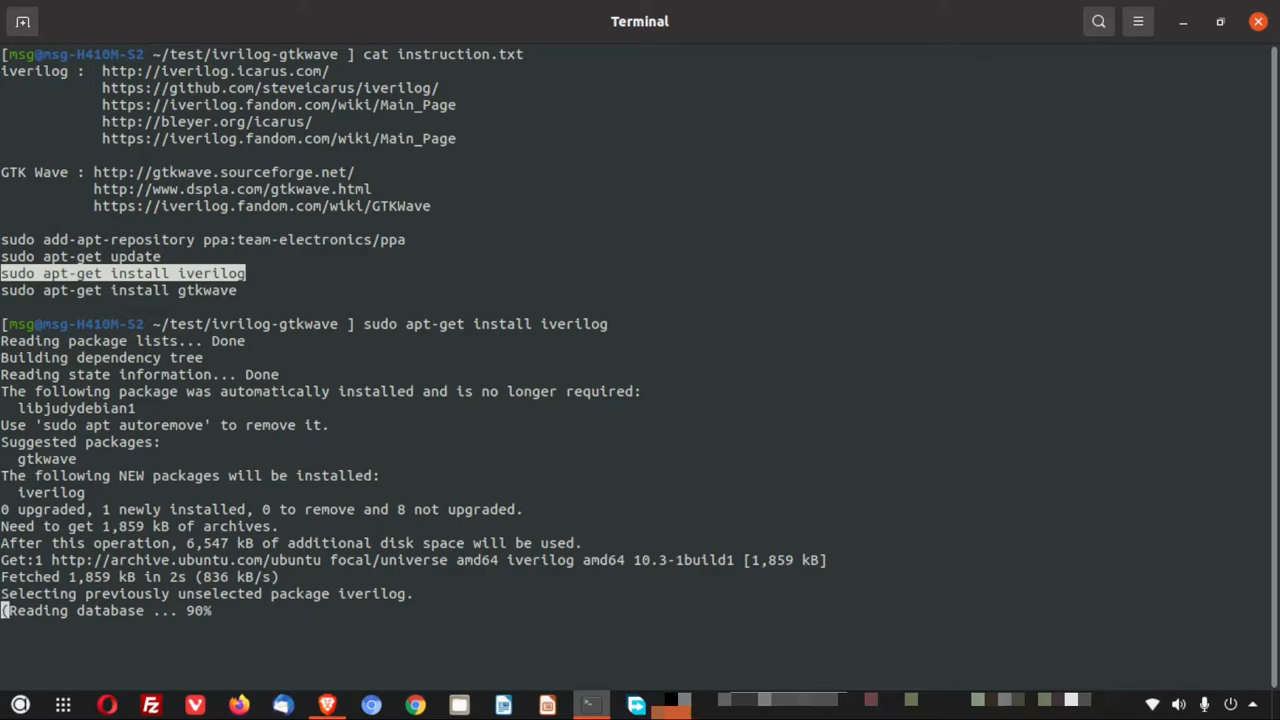 Terminal
[msg@msg-H410M-S2 ~/test/ivrilog-gtkwave ] cat instruction.txt
iverilog :  http://iverilog.icarus.com/
            https://github.com/steveicarus/iverilog/
            https://iverilog.fandom.com/wiki/Main_Page
            http://bleyer.org/icarus/
            https://iverilog.fandom.com/wiki/Main_Page
GTK Wave : http://gtkwave.sourceforge.net/
           http://www.dspia.com/gtkwave.html
           https://iverilog.fandom.com/wiki/GTKWave
sudo add-apt-repository ppa:team-electronics/ppa
sudo apt-get update
sudo apt-get install iverilog
sudo apt-get install gtkwave
[msg@msg-H410M-S2 ~/test/ivrilog-gtkwave ] sudo apt-get install iverilog
Reading package lists... Done
Building dependency tree
Reading state information... Done
The following package was automatically installed and is no longer required:
  libjudydebian1
Use 'sudo apt autoremove' to remove it.
Suggested packages:
  gtkwave
The following NEW packages will be installed:
  iverilog
0 upgraded, 1 newly installed, 0 to remove and 8 not upgraded.
Need to get 1,859 kB of archives.
After this operation, 6,547 kB of additional disk space will be used.
Get:1 http://archive.ubuntu.com/ubuntu focal/universe amd64 iverilog amd64 10.3-1build1 [1,859 kB]
Fetched 1,859 kB in 2s (836 kB/s)
Selecting previously unselected package iverilog.
(Reading database ... 90%